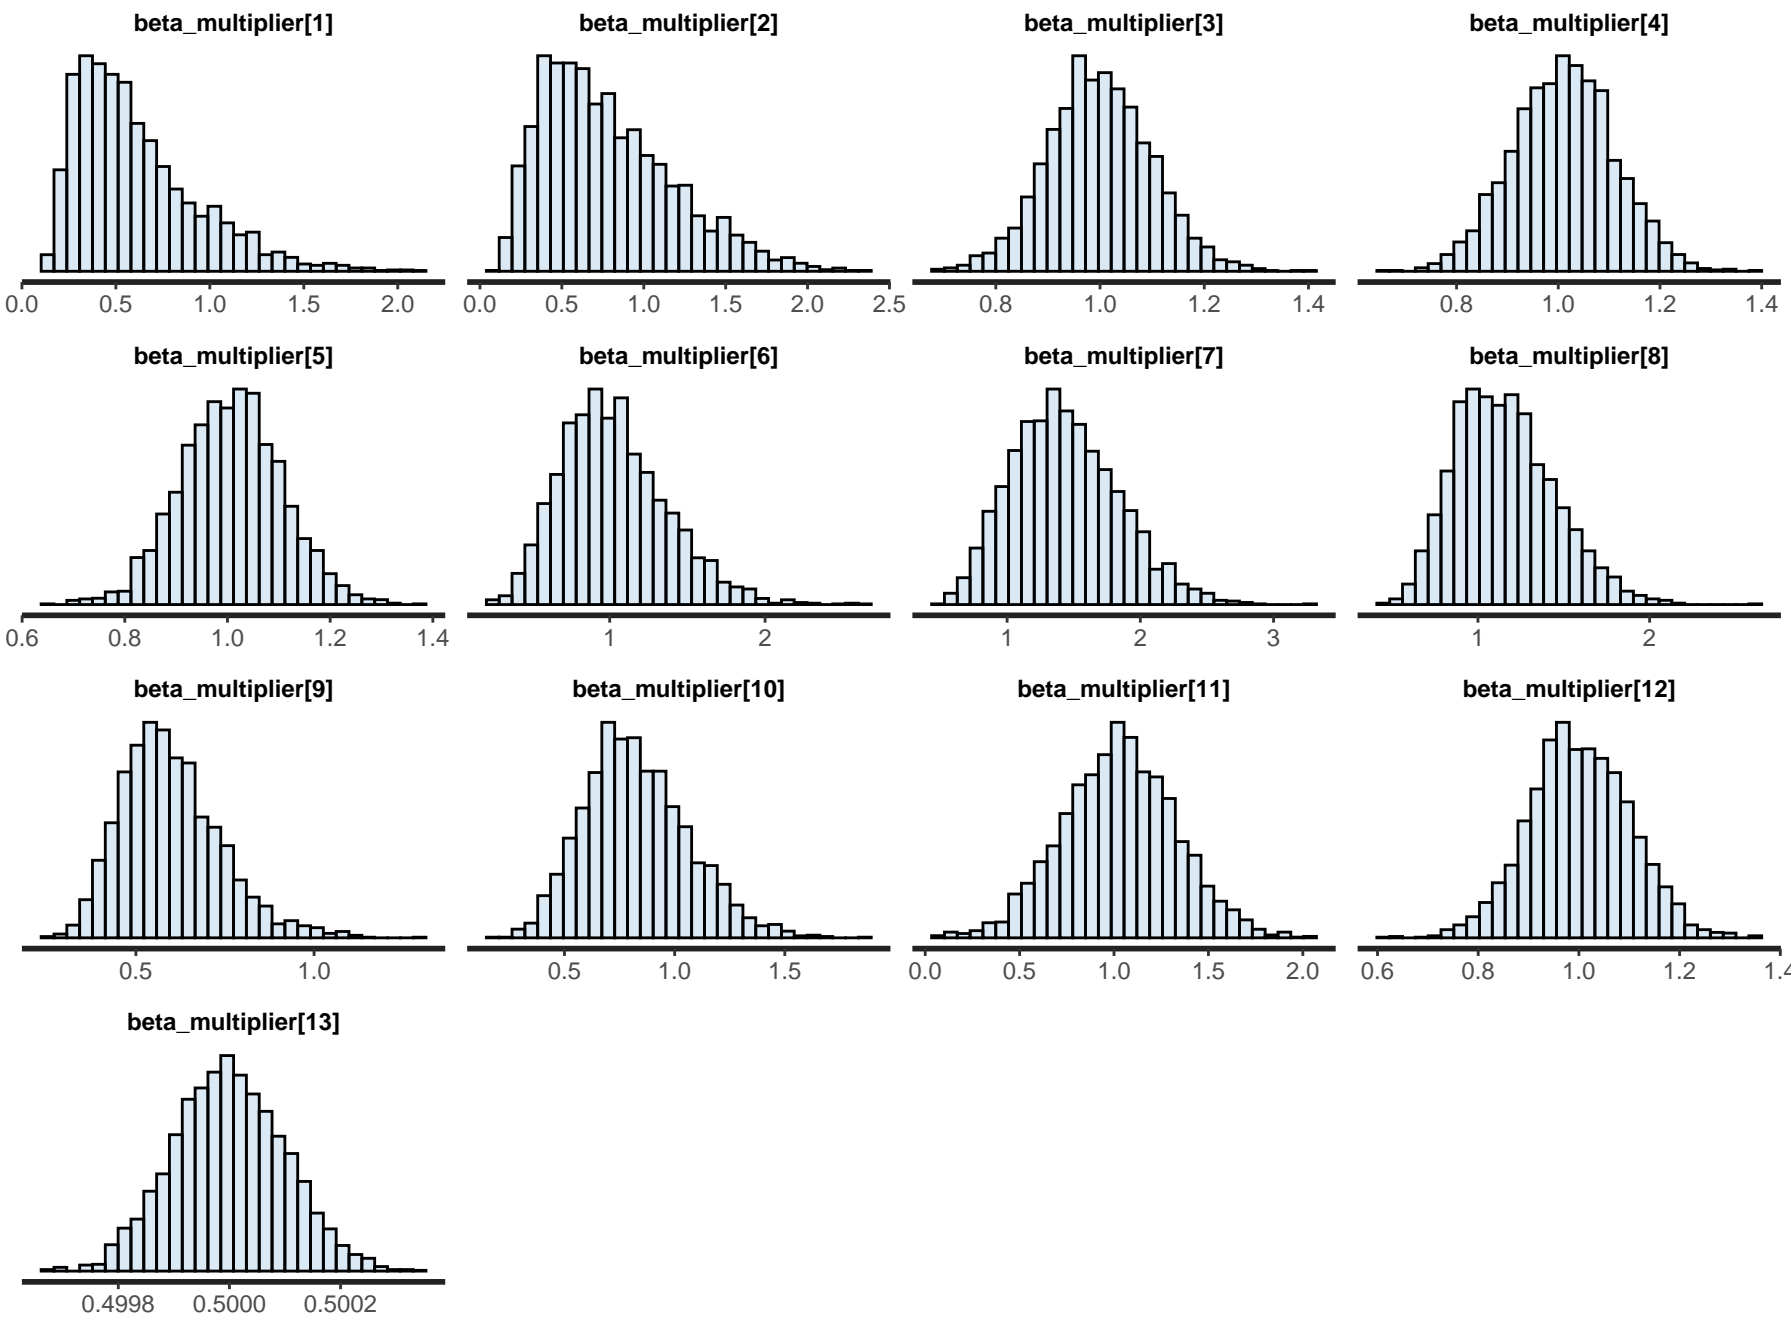 beta_multiplier[1] beta_multiplier[2] beta_multiplier[3] beta_multiplier[4]
0.0 0.5 1.0 1.5 2.0 0.0 0.5 1.0 1.5 2.0 2.5 0.8 1.0 1.2 1.4 0.8 1.0 1.2 1.4
beta_multiplier[5] beta_multiplier[6] beta_multiplier[7] beta_multiplier[8]
0.6 0.8 1.0 1.2 1.4 1 2 1 2 3 1 2
beta_multiplier[9] beta_multiplier[10] beta_multiplier[11] beta_multiplier[12]
0.5 1.0 0.5 1.0 1.5 0.0 0.5 1.0 1.5 2.0 0.6 0.8 1.0 1.2 1.4
beta_multiplier[13]
0.4998 0.5000 0.5002